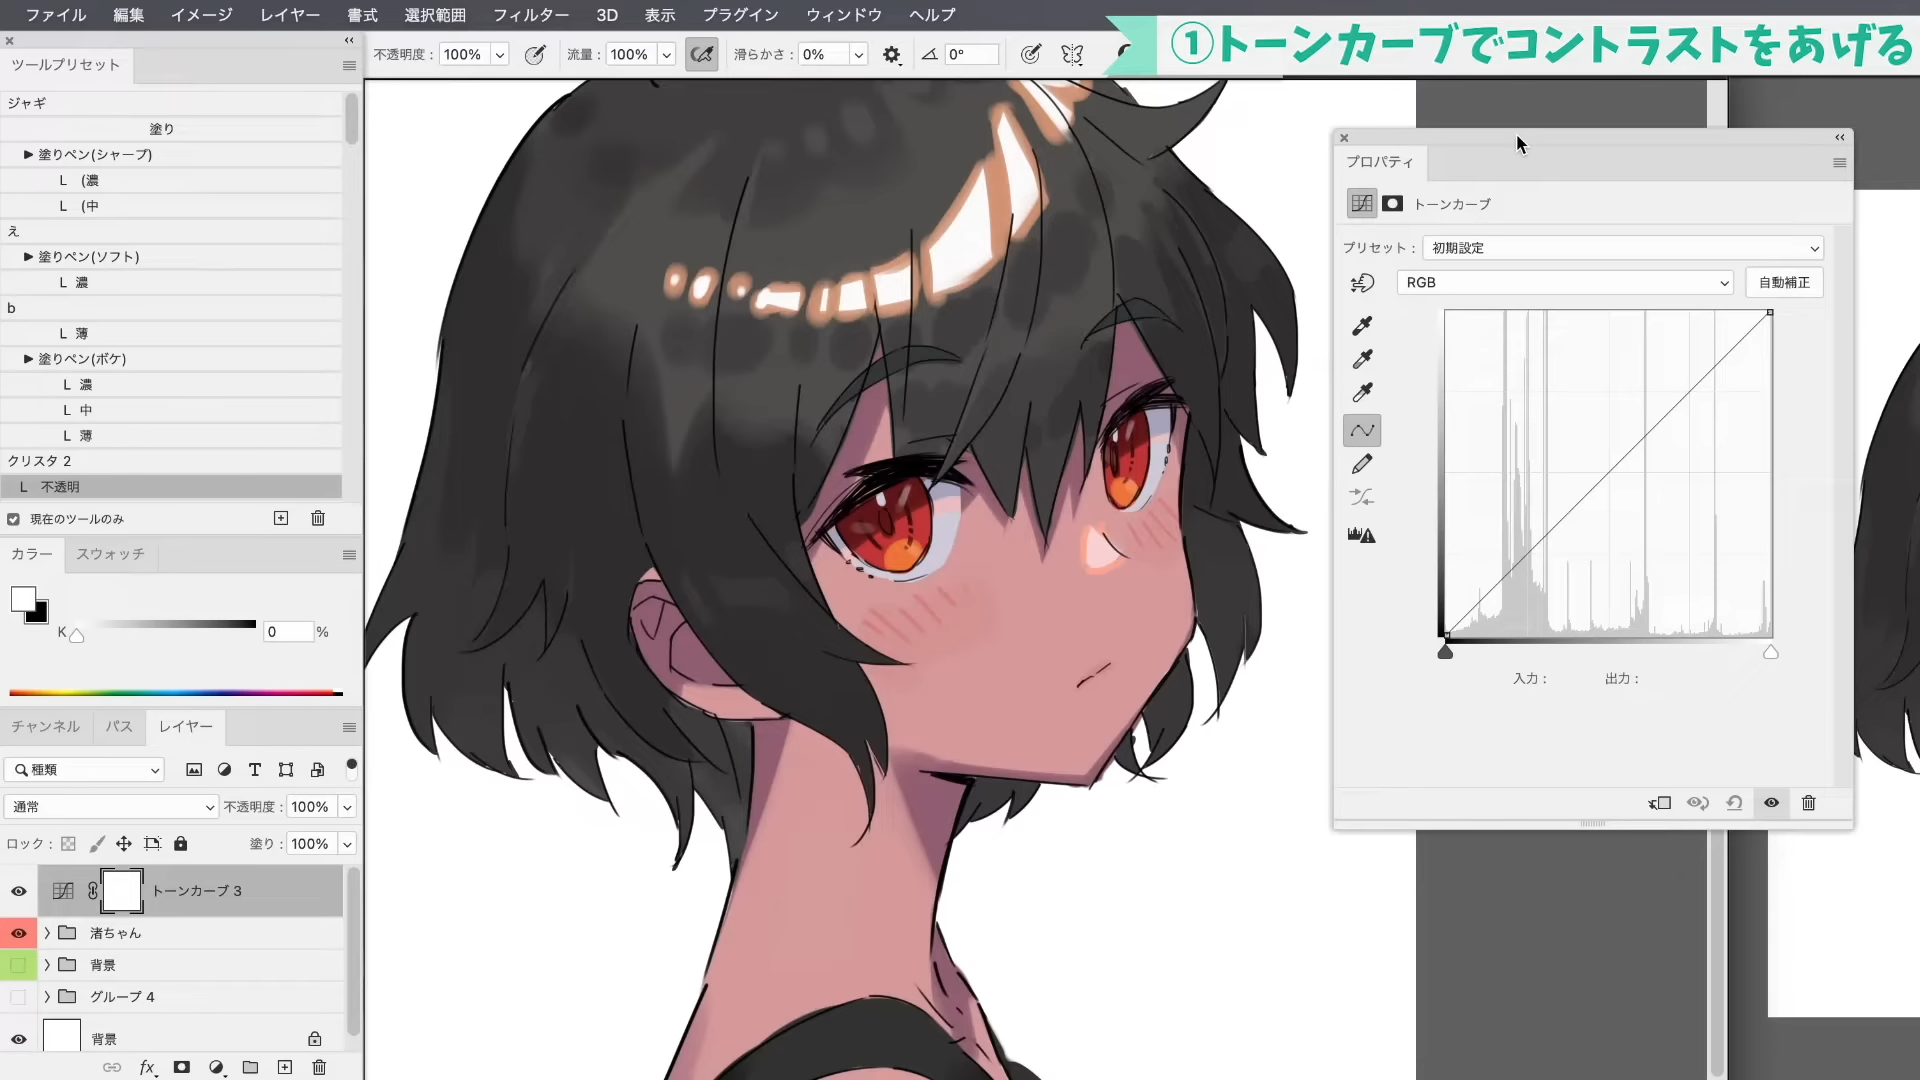 ファイル 編集 イメージ レイヤー 書式 選択範囲 フィルター 3D 表示 プラグイン ウィンドウ ヘルプ
①トーンカーブでコントラストをあげる
不透明度 : 100% 流量 : 100% 滑らかさ : 0% 0°
ツールプリセット
ジャギ
塗り
塗りペン(シャープ)
L (濃
L (中
え
塗りペン(ソフト)
L 濃
b
L 薄
塗りペン(ボケ)
L 濃
L 中
L 薄
クリスタ 2
L 不透明
現在のツールのみ
カラー スウォッチ
K 0 %
チャンネル パス レイヤー
種類
通常 不透明度 : 100%
ロック : 塗り : 100%
トーンカーブ 3
渚ちゃん
背景
グループ 4
背景
fx
プロパティ
トーンカーブ
プリセット : 初期設定
RGB 自動補正
入力 : 出力 :